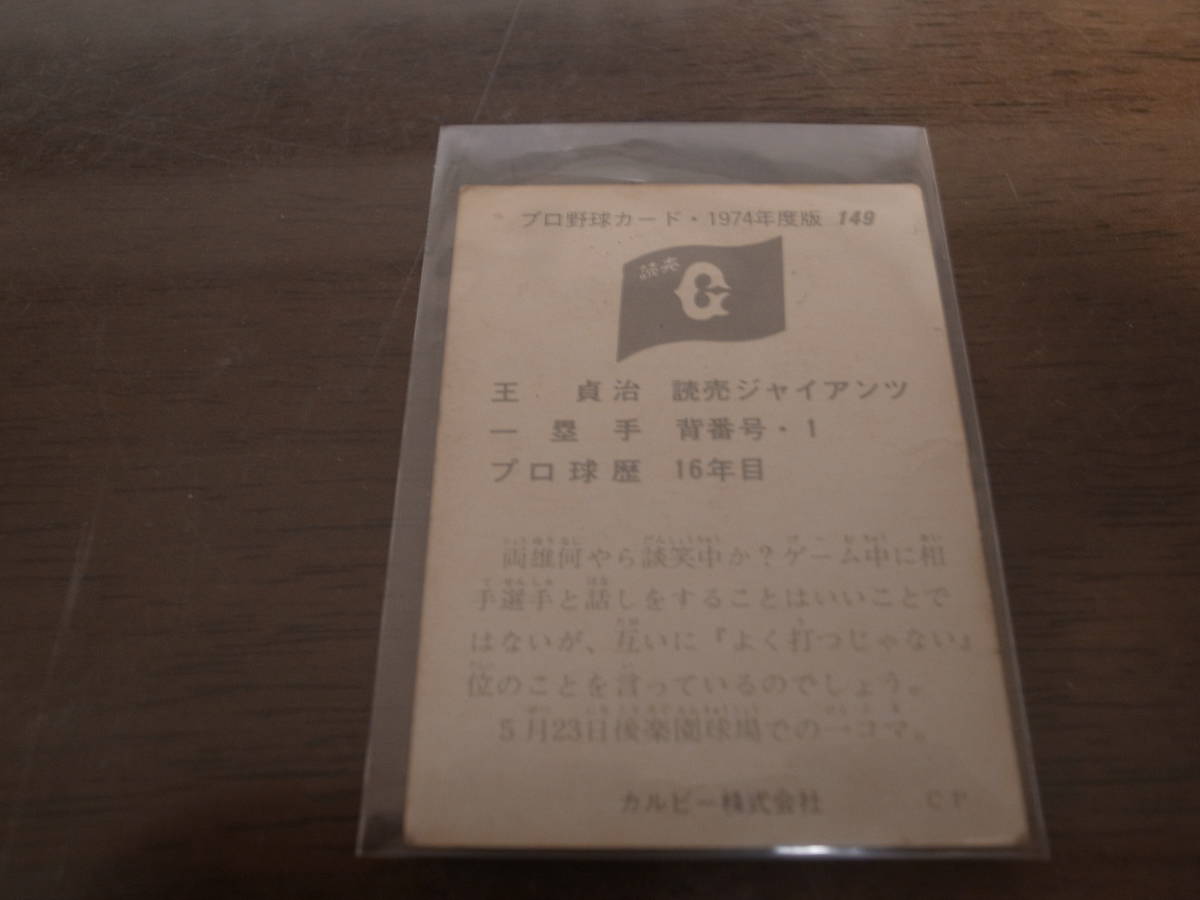 プロ野球カード・1974年度版 149
読売
G
王 貞治 読売ジャイアンツ
一塁手 背番号・1
プロ球歴 16年目
両雄何やら談笑中か?ゲーム中に相
手選手と話しをすることはいいことで
はないが、互いに『よく打つじゃない』
位のことを言っているのでしょう。
5月23日後楽園球場での一コマ。
カルビー株式会社 CP